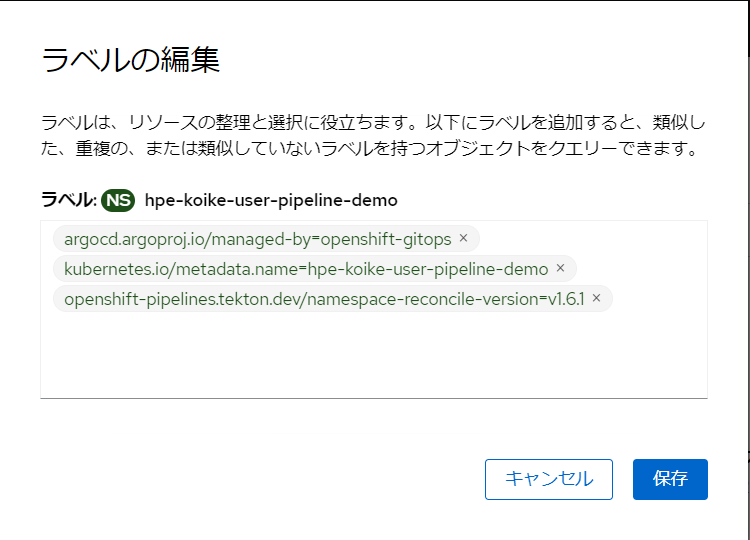 ラベルの編集
ラベルは、リソースの整理と選択に役立ちます。以下にラベルを追加すると、類似し
た、重複の、または類似していないラベルを持つオブジェクトをクエリーできます。
ラベル: NS hpe-koike-user-pipeline-demo
argocd.argoproj.io/managed-by=openshift-gitops ×
kubernetes.io/metadata.name=hpe-koike-user-pipeline-demo ×
openshift-pipelines.tekton.dev/namespace-reconcile-version=v1.6.1 ×
キャンセル 保存